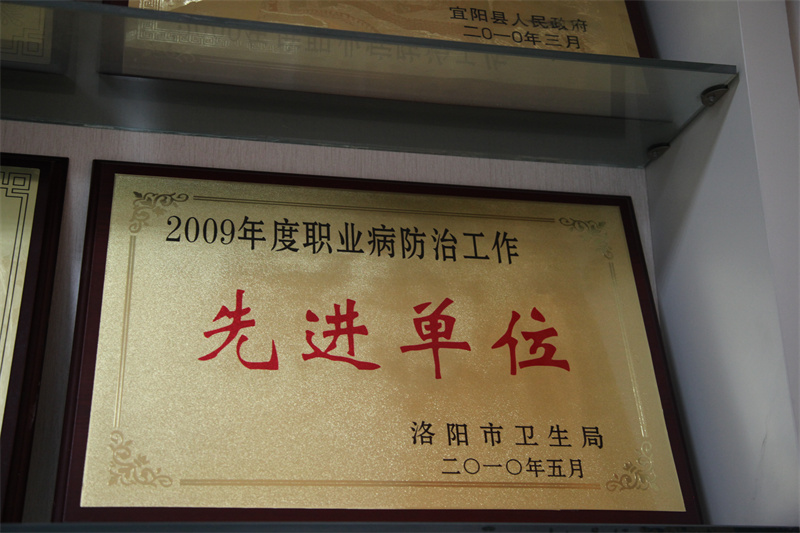 宜阳县人民政府
二〇一〇年三月
2009年度职业病防治工作
先进单位
洛阳市卫生局
二〇一〇年五月